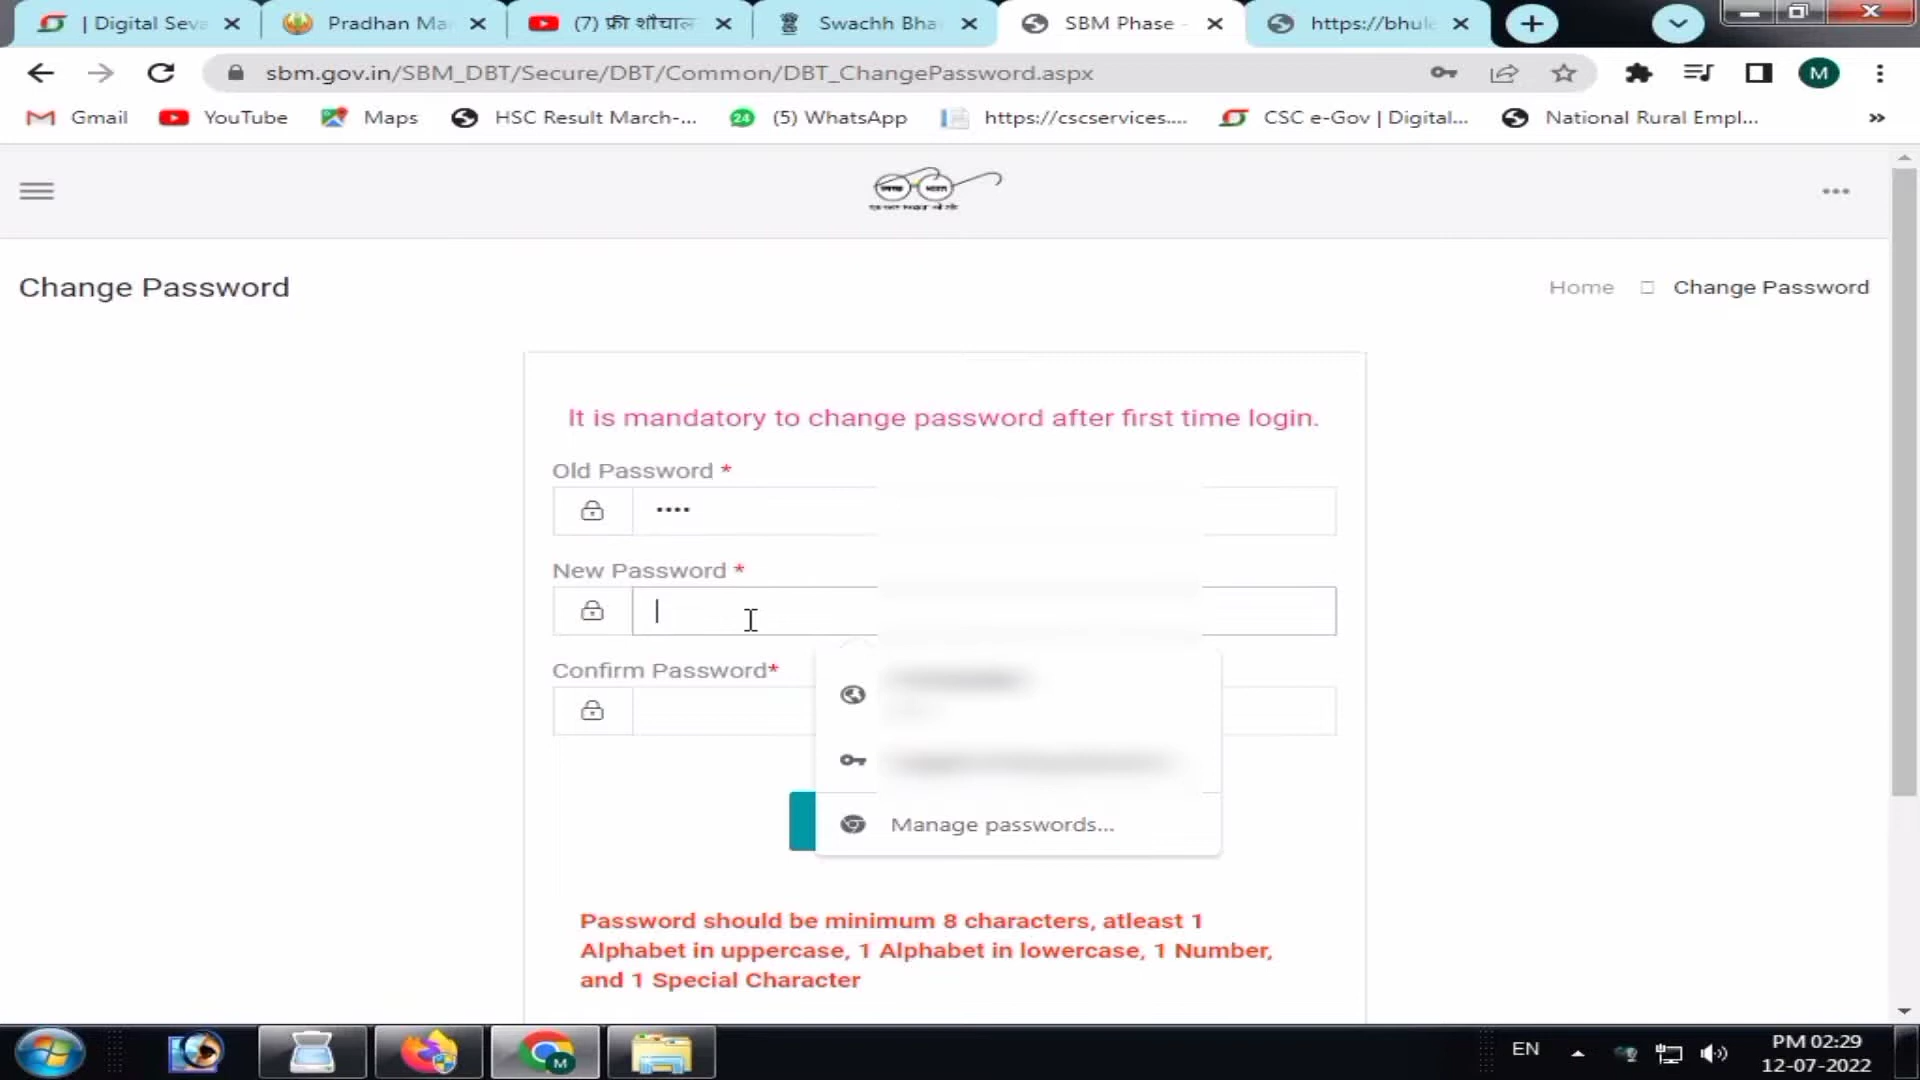 | Digital Seva
Pradhan Ma
(7) फ्री शौचाल
Swachh Bha
SBM Phase -
https://bhule
sbm.gov.in/SBM_DBT/Secure/DBT/Common/DBT_ChangePassword.aspx
M
Gmail
YouTube
Maps
HSC Result March-...
24
(5) WhatsApp
https://cscservices....
CSC e-Gov | Digital...
National Rural Empl...
»
Change Password
Home
Change Password
It is mandatory to change password after first time login.
Old Password *
••••
New Password *
Confirm Password*
Manage passwords...
Password should be minimum 8 characters, atleast 1
Alphabet in uppercase, 1 Alphabet in lowercase, 1 Number,
and 1 Special Character
M
EN
PM 02:29
12-07-2022